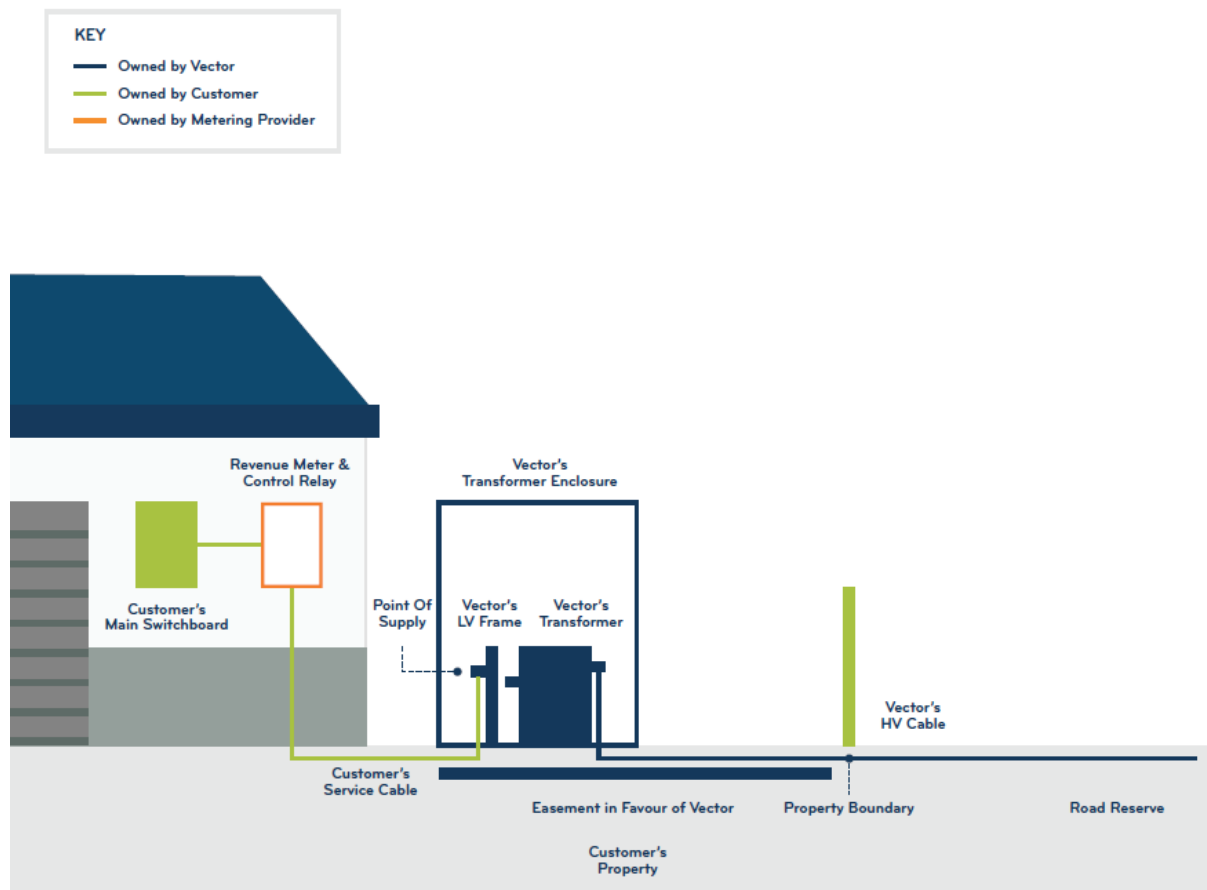 KEY
Owned by Vector
Owned by Customer
Owned by Metering Provider
Revenue Meter &
Control Relay
Vector's
Transformer Enclosure
Customer's
Main Switchboard
Point Of
Supply
Vector's
LV Frame
Vector's
Transformer
Vector's
HV Cable
Customer's
Service Cable
Easement in Favour of Vector
Property Boundary
Road Reserve
Customer's
Property